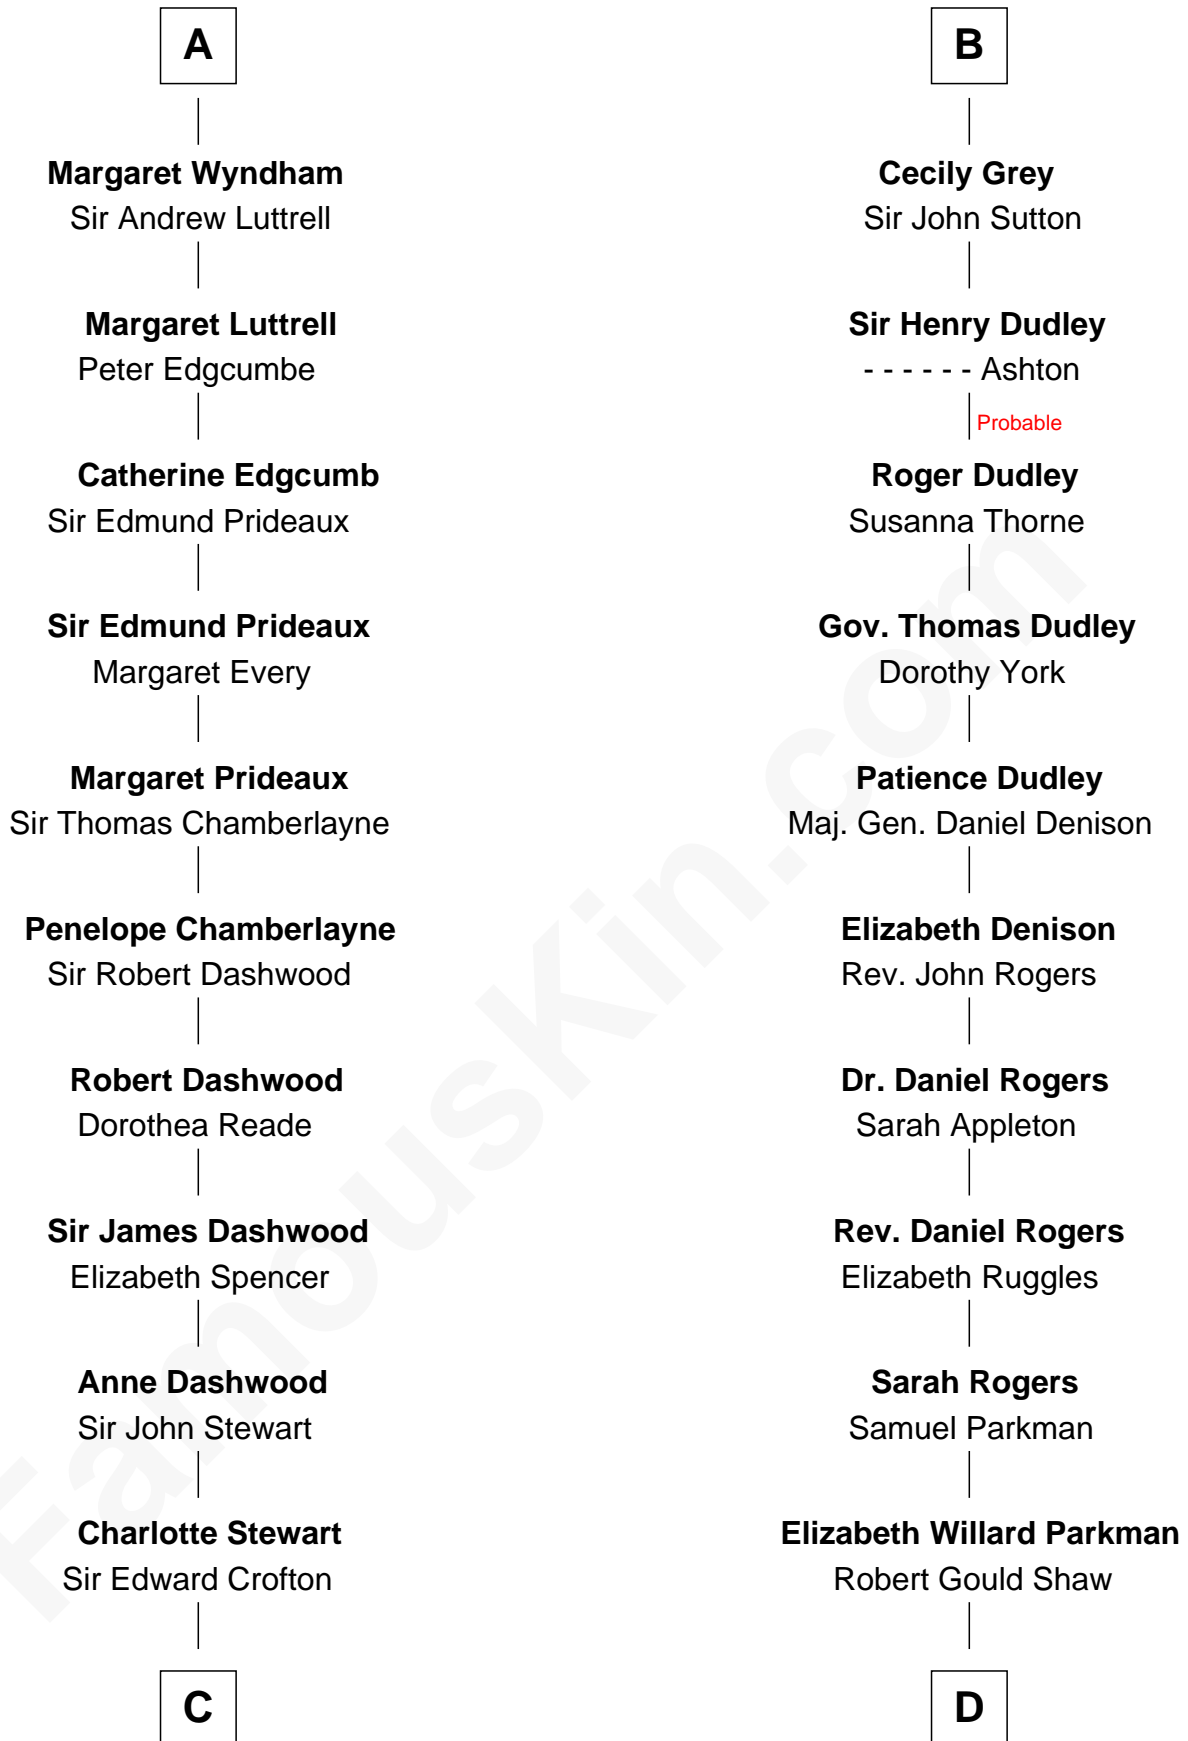 A
Margaret Wyndham
Sir Andrew Luttrell
Margaret Luttrell
Peter Edgcumbe
Catherine Edgcumb
Sir Edmund Prideaux
Sir Edmund Prideaux
Margaret Every
Margaret Prideaux
Sir Thomas Chamberlayne
Penelope Chamberlayne
Sir Robert Dashwood
Robert Dashwood
Dorothea Reade
Sir James Dashwood
Elizabeth Spencer
Anne Dashwood
Sir John Stewart
Charlotte Stewart
Sir Edward Crofton
C
B
Cecily Grey
Sir John Sutton
Sir Henry Dudley
- - - - - - Ashton
Probable
Roger Dudley
Susanna Thorne
Gov. Thomas Dudley
Dorothy York
Patience Dudley
Maj. Gen. Daniel Denison
Elizabeth Denison
Rev. John Rogers
Dr. Daniel Rogers
Sarah Appleton
Rev. Daniel Rogers
Elizabeth Ruggles
Sarah Rogers
Samuel Parkman
Elizabeth Willard Parkman
Robert Gould Shaw
D
FamousKin.com